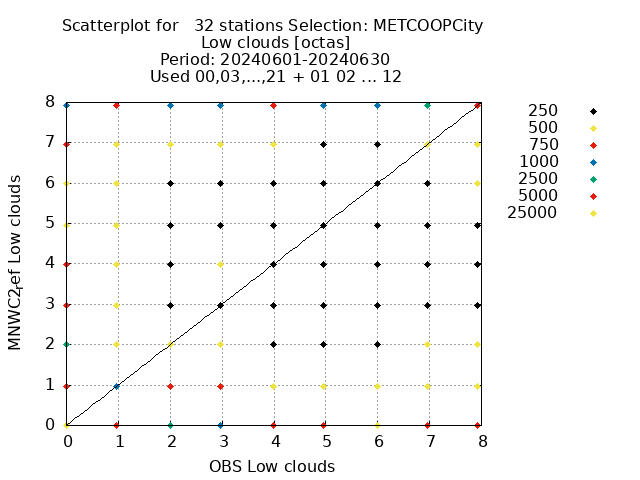 Scatterplot for 32 stations Selection: METCOOPCity
Low clouds [octas]
Period: 20240601-20240630
Used 00,03,...,21 + 01 02 ... 12
250
500
750
1000
2500
5000
25000
MNWC2ref Low clouds
8
7
6
5
4
3
2
1
0
0 1 2 3 4 5 6 7 8
OBS Low clouds